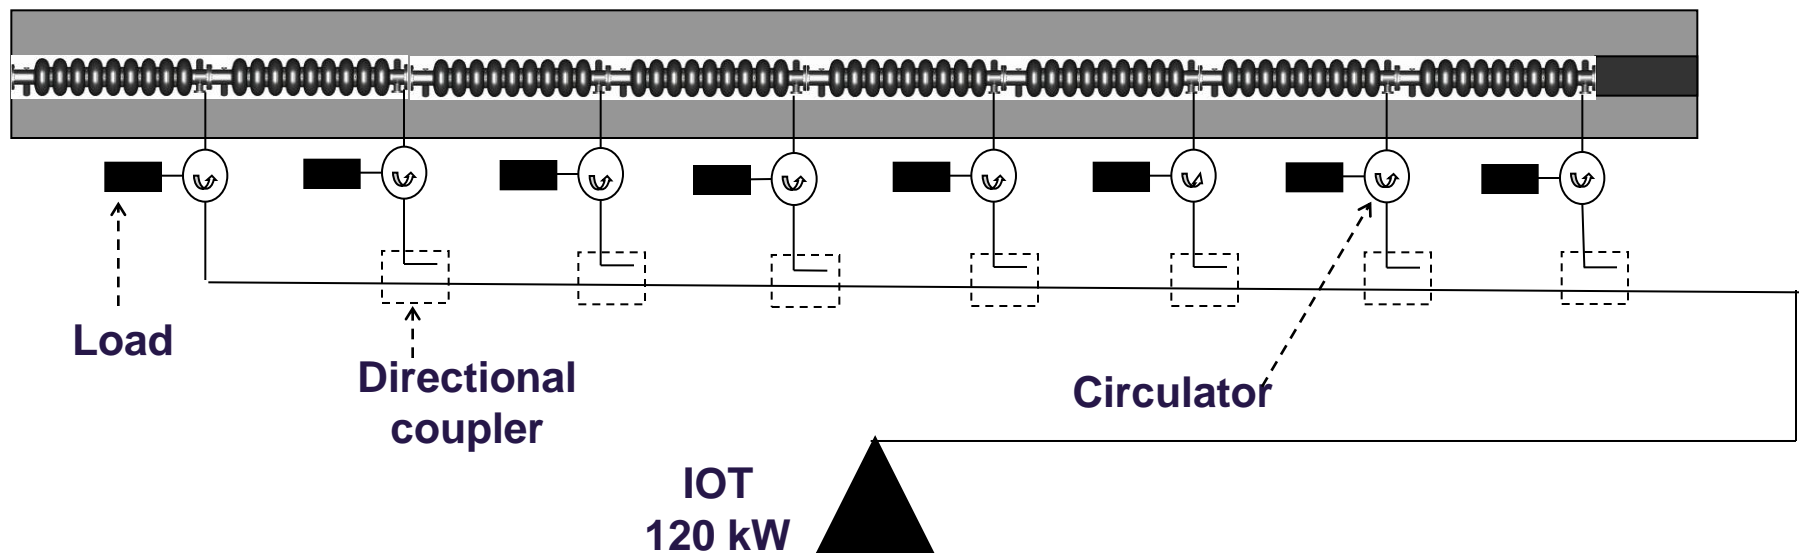 Load
Directional
coupler
Circulator
IOT
120 kW